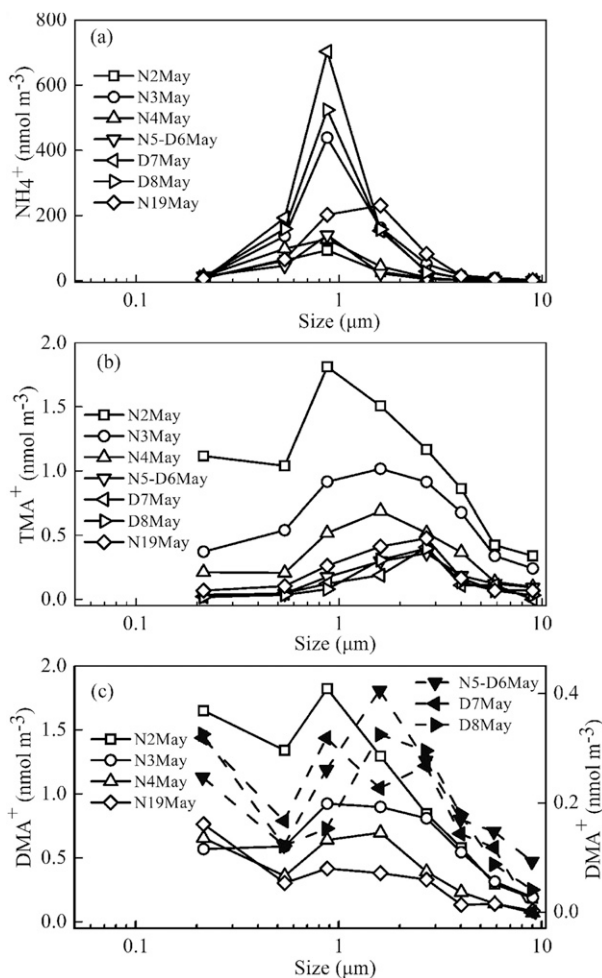 (a)
800
600
400
200
0
NH4⁺ (nmol m⁻³)
N2May
N3May
N4May
N5-D6May
D7May
D8May
N19May
0.1 1 10
Size (μm)
(b)
2.0
1.5
1.0
0.5
0.0
TMA⁺ (nmol m⁻³)
N2May
N3May
N4May
N5-D6May
D7May
D8May
N19May
0.1 1 10
Size (μm)
(c)
2.0
1.5
1.0
0.5
0.0
DMA⁺ (nmol m⁻³)
N2May
N3May
N4May
N19May
N5-D6May
D7May
D8May
0.4
0.2
0.0
DMA⁺ (nmol m⁻³)
0.1 1 10
Size (μm)